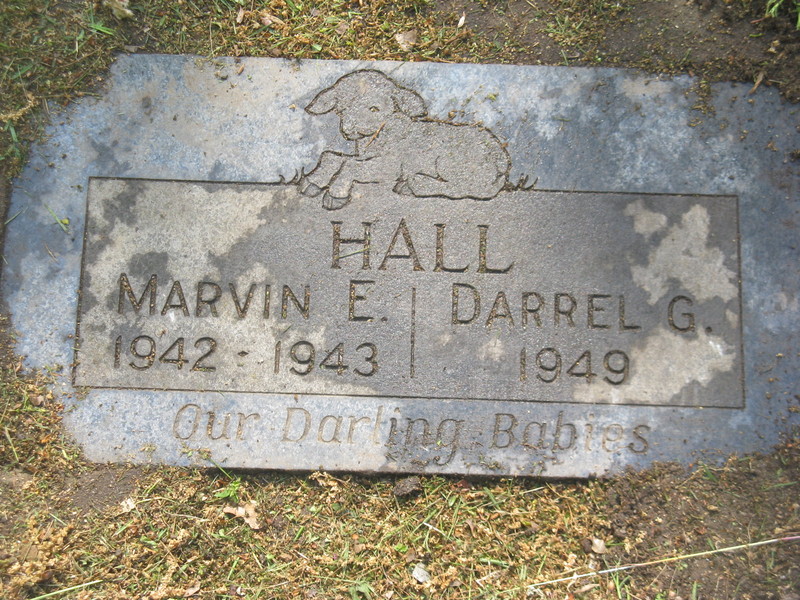 HALL
MARVIN E. | DARREL G.
1942 - 1943 | 1949
Our Darling Babies